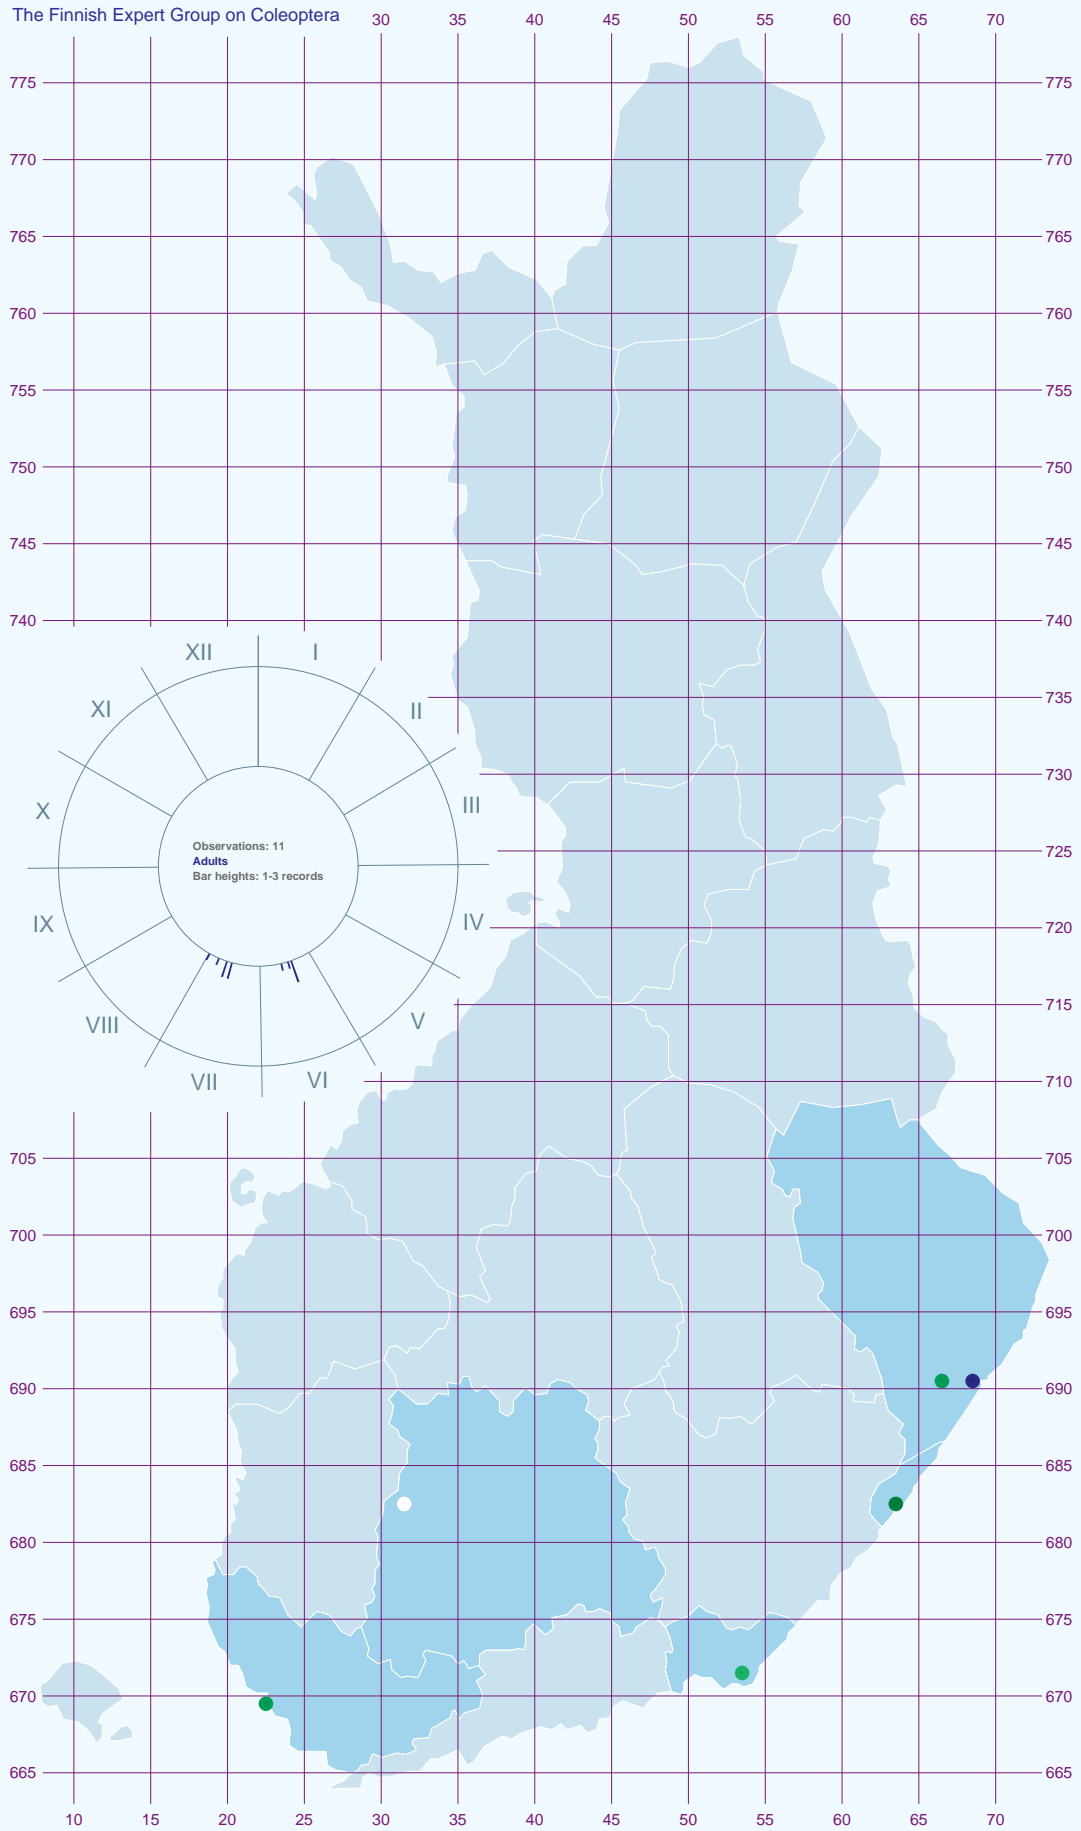 The Finnish Expert Group on Coleoptera
30 35 40 45 50 55 60 65 70
775 775
770 770
765 765
760 760
755 755
750 750
745 745
740 740
XII I
XI II
735
730
X III
725
Observations: 11
Adults
Bar heights: 1-3 records
IX IV
720
715
VIII V
VII VI
710
705 705
700 700
695 695
690 690
685 685
680 680
675 675
670 670
665 665
10 15 20 25 30 35 40 45 50 55 60 65 70